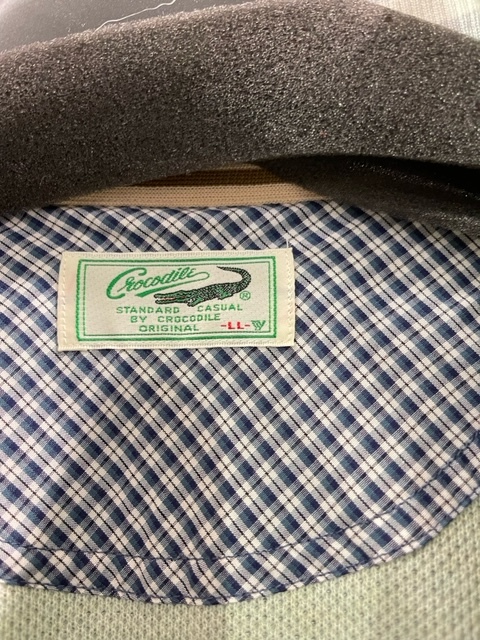 Crocodile ®
STANDARD CASUAL
BY CROCODILE
ORIGINAL -LL-